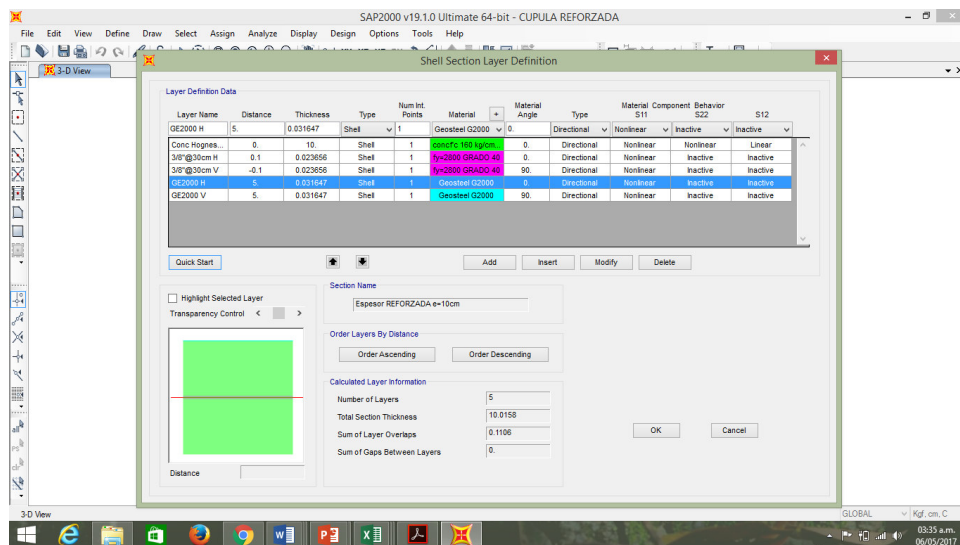 SAP2000 v19.1.0 Ultimate 64-bit - CUPULA REFORZADA
File Edit View Define Draw Select Assign Analyze Display Design Options Tools Help
3-D View
Shell Section Layer Definition
Layer Definition Data
Layer Name Distance Thickness Type Num Int. Points Material + Material Angle Type Material Component Behavior S11 S22 S12
GE2000 H 5. 0.031647 Shell 1 Geosteel G2000 0. Directional Nonlinear Inactive Inactive
Conc Hognes... 0. 10. Shell 1 concf'c 160 kg/cm... 0. Directional Nonlinear Nonlinear Linear
3/8"@30cm H 0.1 0.023656 Shell 1 fy=2800 GRADO 40 0. Directional Nonlinear Inactive Inactive
3/8"@30cm V -0.1 0.023656 Shell 1 fy=2800 GRADO 40 90. Directional Nonlinear Inactive Inactive
GE2000 H 5. 0.031647 Shell 1 Geosteel G2000 0. Directional Nonlinear Inactive Inactive
GE2000 V 5. 0.031647 Shell 1 Geosteel G2000 90. Directional Nonlinear Inactive Inactive
Quick Start Add Insert Modify Delete
Highlight Selected Layer
Transparency Control
Distance
Section Name
Espesor REFORZADA e=10cm
Order Layers By Distance
Order Ascending Order Descending
Calculated Layer Information
Number of Layers 5
Total Section Thickness 10.0158
Sum of Layer Overlaps 0.1106
Sum of Gaps Between Layers 0.
OK Cancel
all
PS
clr
3-D View GLOBAL Kgf, cm, C
03:35 a.m.
06/05/2017